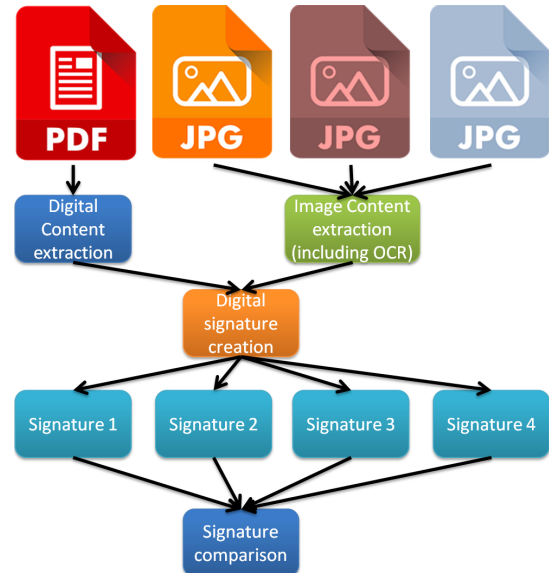 PDF
JPG
JPG
JPG
Digital
Content
extraction
Image Content
extraction
(including OCR)
Digital
signature
creation
Signature 1
Signature 2
Signature 3
Signature 4
Signature
comparison